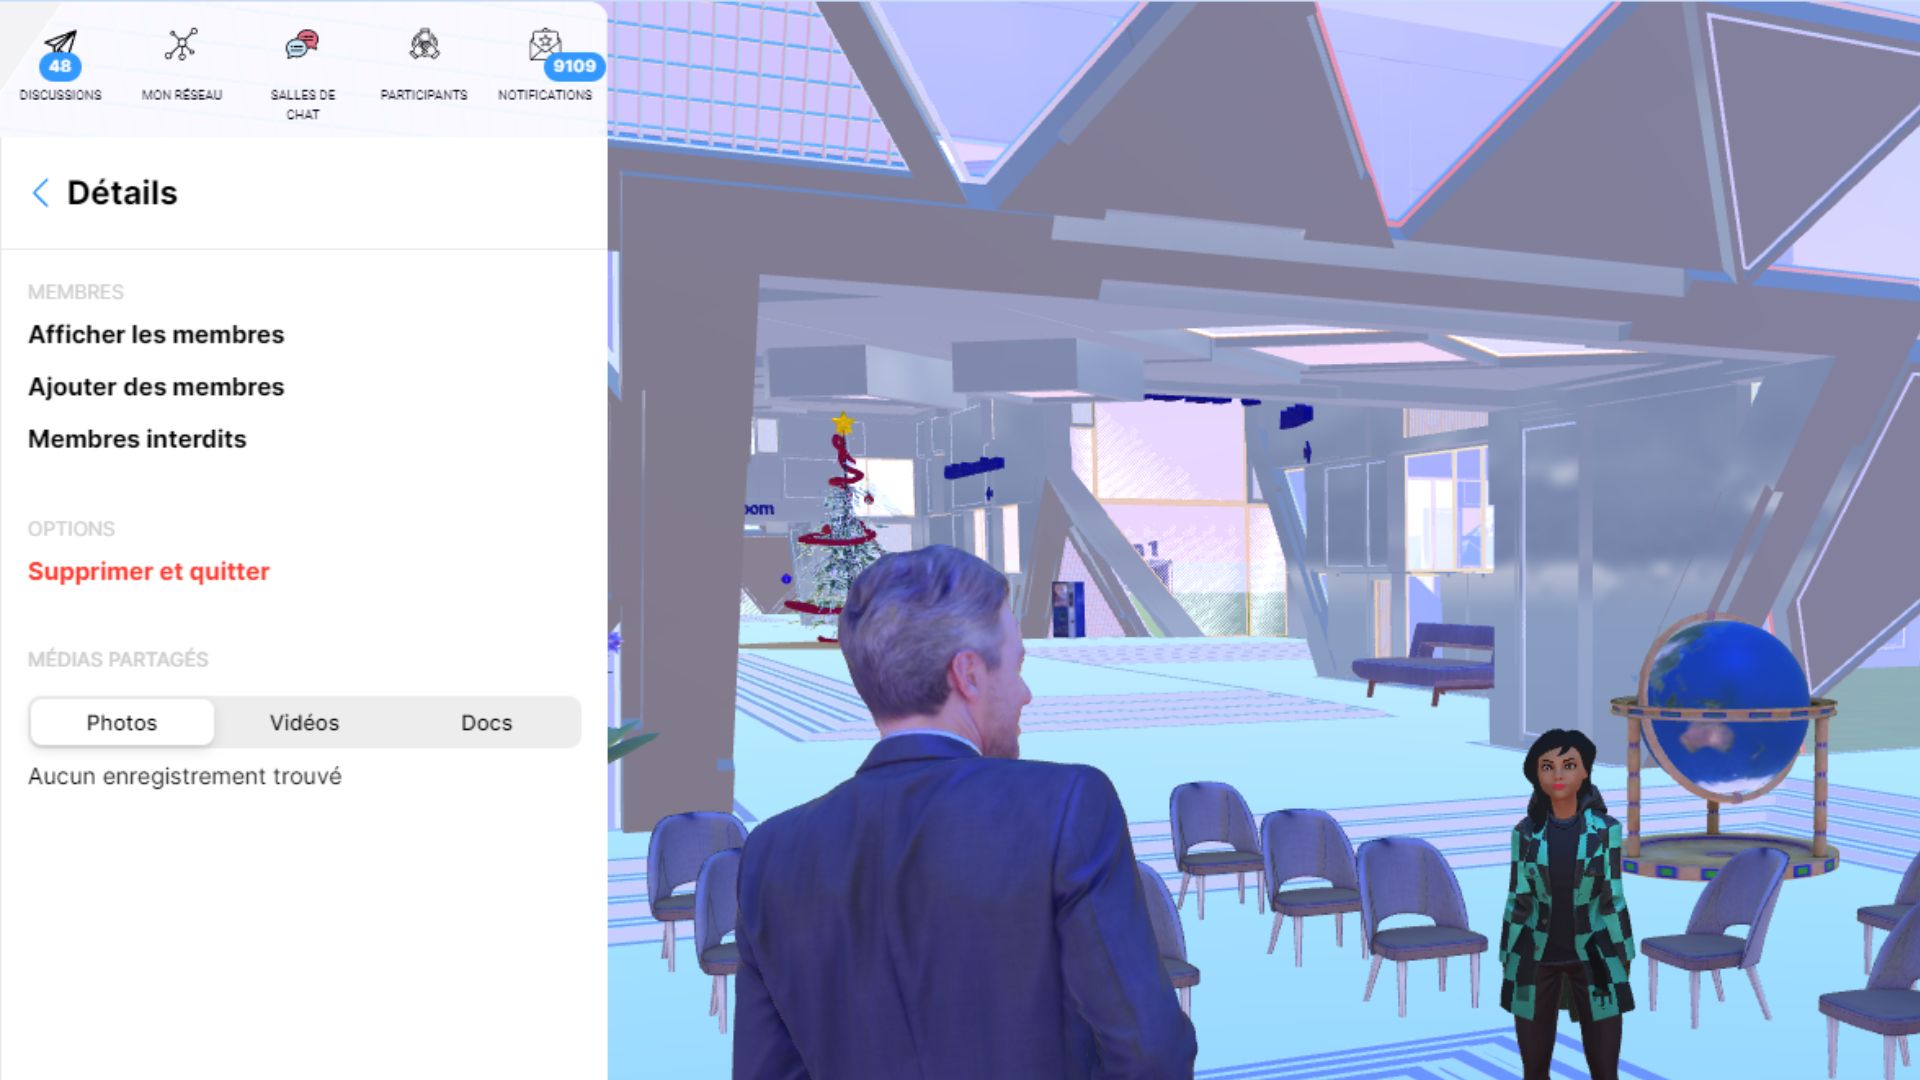 48
9109
DISCUSSIONS
MON RÉSEAU
SALLES DE
CHAT
PARTICIPANTS
NOTIFICATIONS
Détails
MEMBRES
Afficher les membres
Ajouter des membres
Membres interdits
OPTIONS
Supprimer et quitter
MÉDIAS PARTAGÉS
Photos
Vidéos
Docs
Aucun enregistrement trouvé